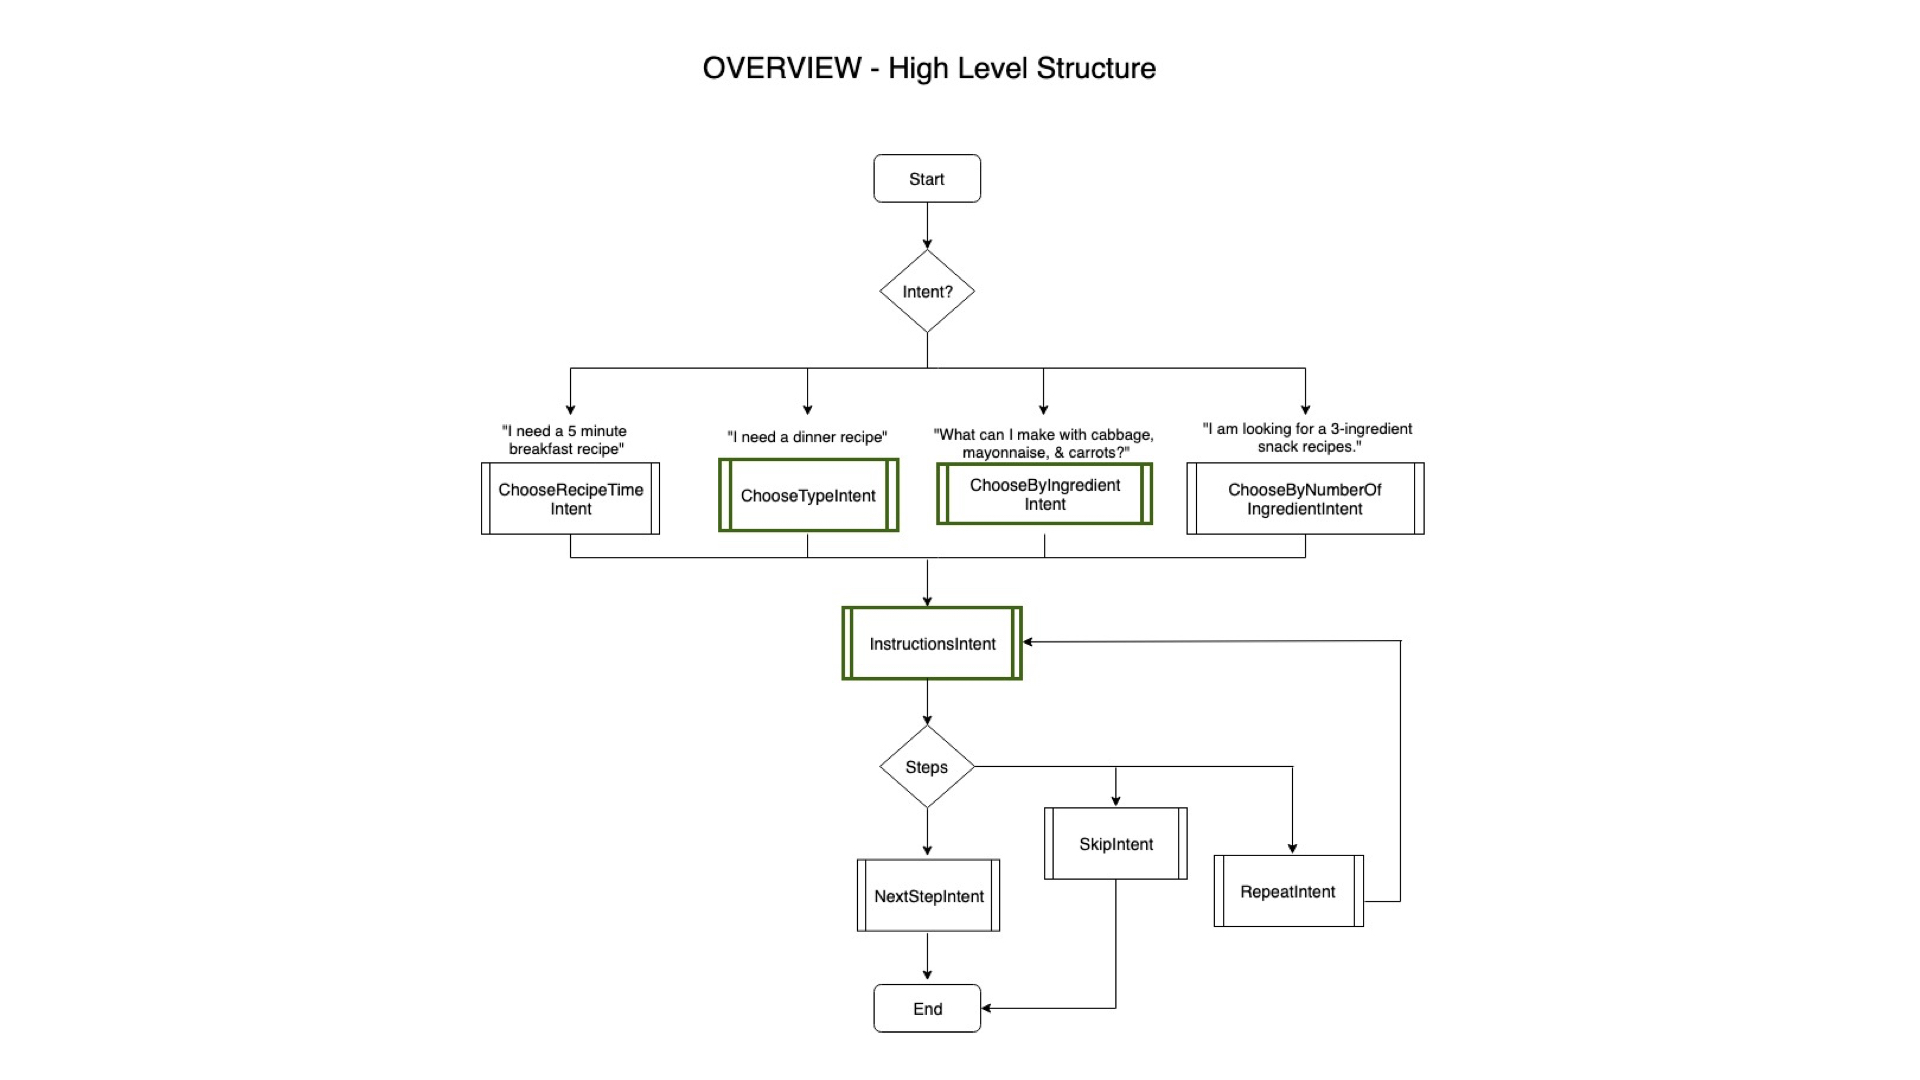 OVERVIEW - High Level Structure
Start
Intent?
"I need a 5 minute
breakfast recipe"
ChooseRecipeTime
Intent
"I need a dinner recipe"
ChooseTypeIntent
"What can I make with cabbage,
mayonnaise, & carrots?"
ChooseByIngredient
Intent
"I am looking for a 3-ingredient
snack recipes."
ChooseByNumberOf
IngredientIntent
InstructionsIntent
Steps
SkipIntent
RepeatIntent
NextStepIntent
End